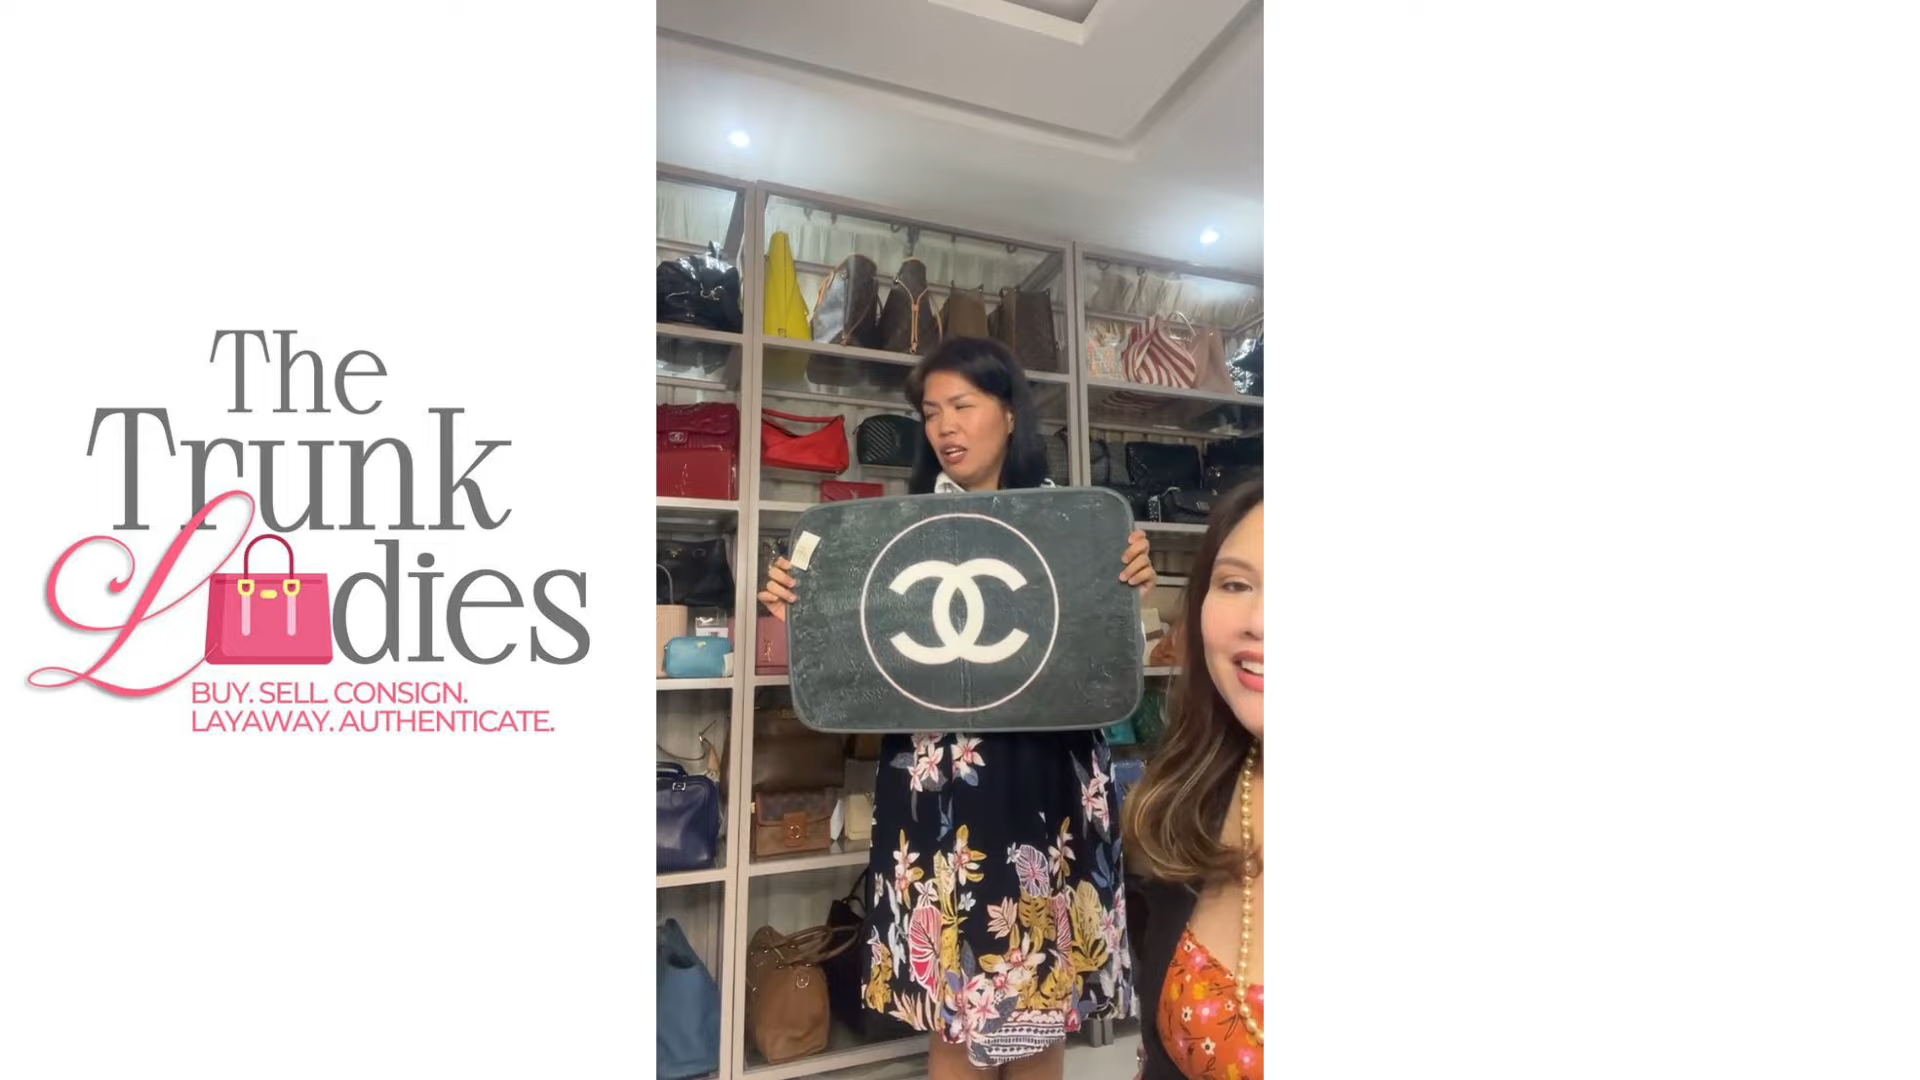 The
Trunk
Ladies
BUY. SELL. CONSIGN.
LAYAWAY. AUTHENTICATE.